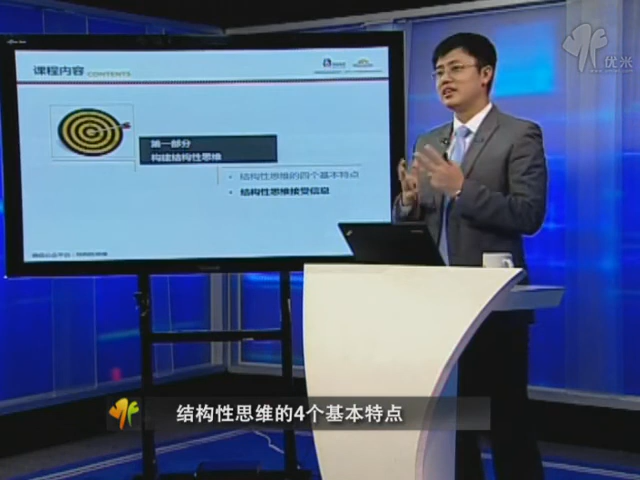 优米
课程内容 CONTENTS
第一部分
构建结构性思维
• 结构性思维的四个基本特点
• 结构性思维接受信息
结构性思维的4个基本特点